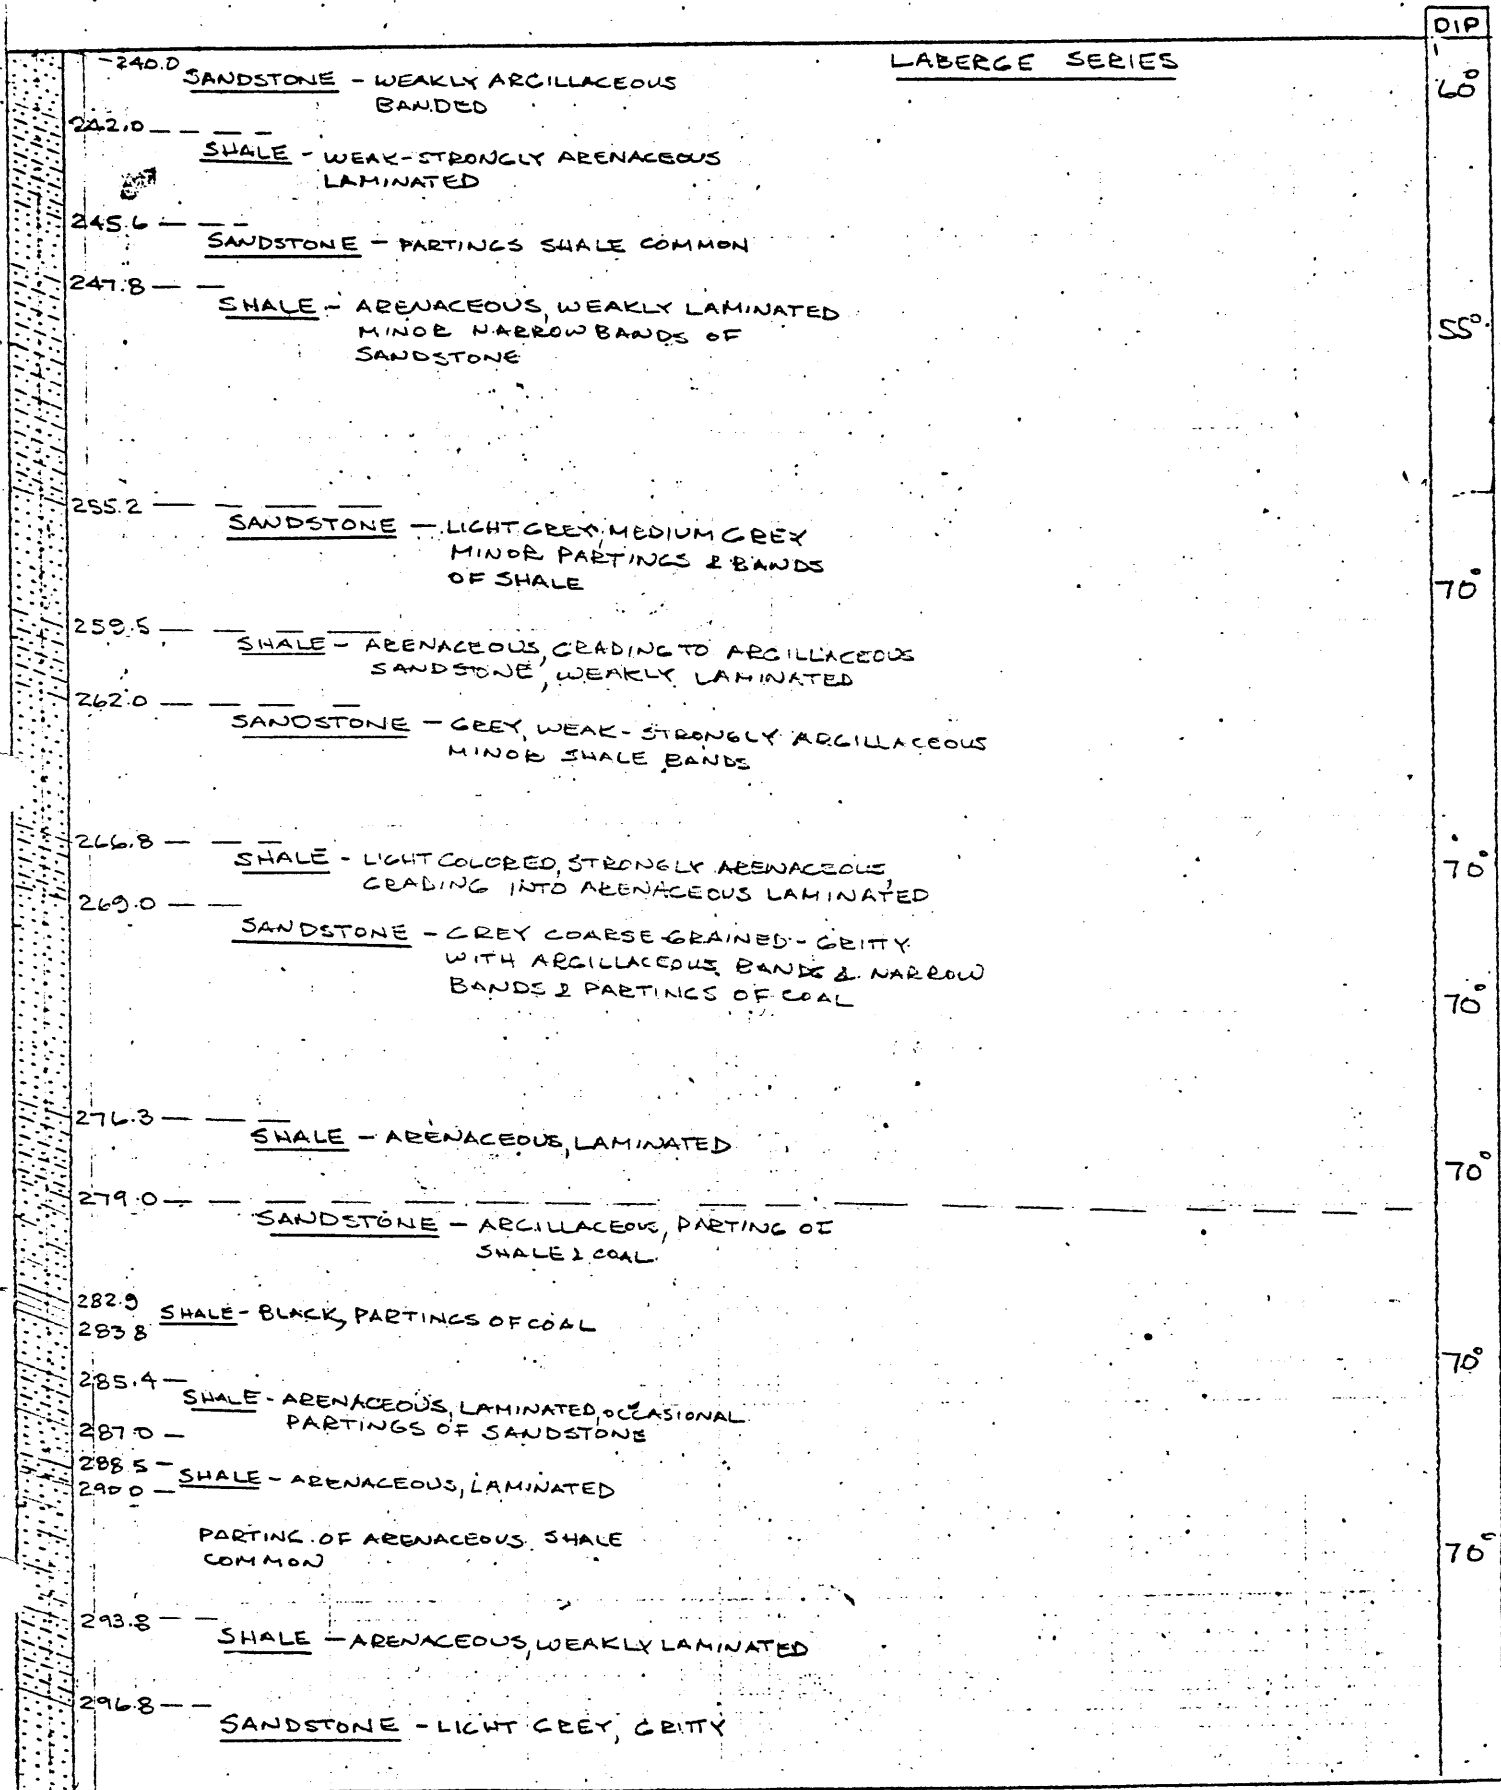 DIP
LABERGE SERIES
-240.0
60°
SANDSTONE - WEAKLY ARGILLACEOUS
BANDED
242.0 — — — —
SHALE - WEAK-STRONGLY ARENACEOUS
LAMINATED
245.6 — — —
SANDSTONE - PARTINGS SHALE COMMON
247.8 — —
SHALE - ARENACEOUS, WEAKLY LAMINATED
MINOR NARROW BANDS OF
SANDSTONE
55°
255.2 — — — — —
SANDSTONE - LIGHT GREY, MEDIUM GREY
MINOR PARTINGS & BANDS
OF SHALE
70°
259.5 — — — —
SHALE - ARENACEOUS, GRADING TO ARGILLACEOUS
SANDSTONE, WEAKLY LAMINATED
262.0 — — — —
SANDSTONE - GREY, WEAK-STRONGLY ARGILLACEOUS
MINOR SHALE BANDS
266.8 — — —
SHALE - LIGHT COLORED, STRONGLY ARENACEOUS,
GRADING INTO ARENACEOUS LAMINATED
70°
269.0 — —
SANDSTONE - GREY COARSE-GRAINED - GRITTY
WITH ARGILLACEOUS BANDS & NARROW
BANDS & PARTINGS OF COAL
70°
276.3 — — —
SHALE - ARENACEOUS, LAMINATED
70°
279.0 — — — — — — — — — — — — — — — —
SANDSTONE - ARGILLACEOUS, PARTING OF
SHALE & COAL
282.9
SHALE - BLACK, PARTINGS OF COAL
283.8
70°
285.4 —
SHALE - ARENACEOUS, LAMINATED, OCCASIONAL
PARTINGS OF SANDSTONE
287.0 —
288.5 —
SHALE - ARENACEOUS, LAMINATED
290.0 —
PARTING OF ARENACEOUS SHALE
COMMON
70°
293.8 — —
SHALE - ARENACEOUS, WEAKLY LAMINATED
296.8 — —
SANDSTONE - LIGHT GREY, GRITTY